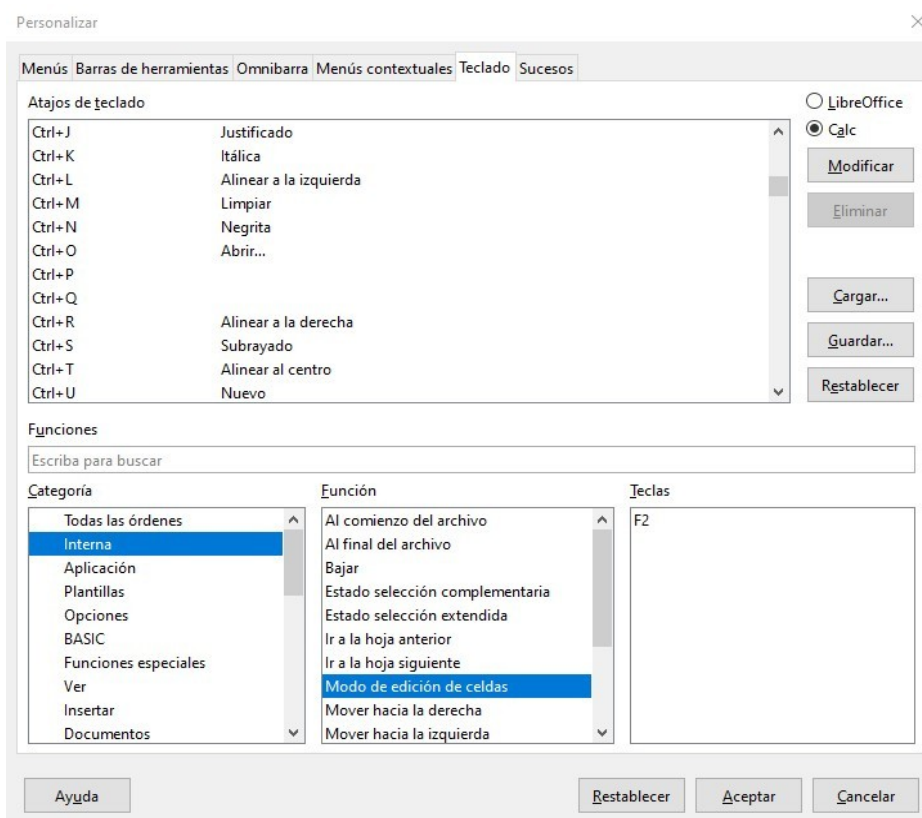 Personalizar
Menús Barras de herramientas Omnibarra Menús contextuales Teclado Sucesos
Atajos de teclado
Ctrl+J Justificado
Ctrl+K Itálica
Ctrl+L Alinear a la izquierda
Ctrl+M Limpiar
Ctrl+N Negrita
Ctrl+O Abrir...
Ctrl+P
Ctrl+Q
Ctrl+R Alinear a la derecha
Ctrl+S Subrayado
Ctrl+T Alinear al centro
Ctrl+U Nuevo
LibreOffice
Calc
Modificar
Eliminar
Cargar...
Guardar...
Restablecer
Funciones
Escriba para buscar
Categoría
Todas las órdenes
Interna
Aplicación
Plantillas
Opciones
BASIC
Funciones especiales
Ver
Insertar
Documentos
Función
Al comienzo del archivo
Al final del archivo
Bajar
Estado selección complementaria
Estado selección extendida
Ir a la hoja anterior
Ir a la hoja siguiente
Modo de edición de celdas
Mover hacia la derecha
Mover hacia la izquierda
Teclas
F2
Ayuda
Restablecer
Aceptar
Cancelar